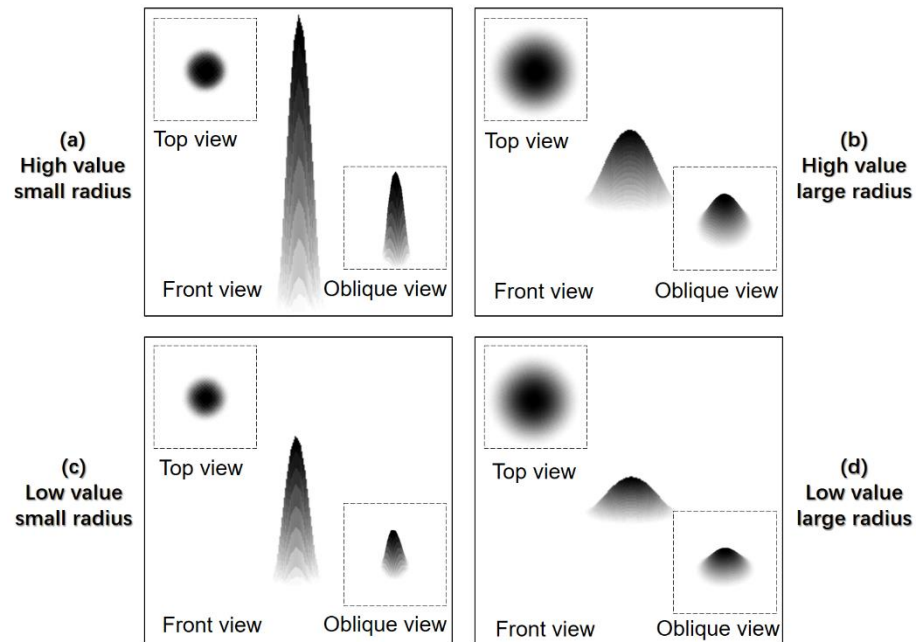 (a)
High value
small radius
Top view
Front view
Oblique view
Top view
Front view
Oblique view
(b)
High value
large radius
(c)
Low value
small radius
Top view
Front view
Oblique view
Top view
Front view
Oblique view
(d)
Low value
large radius